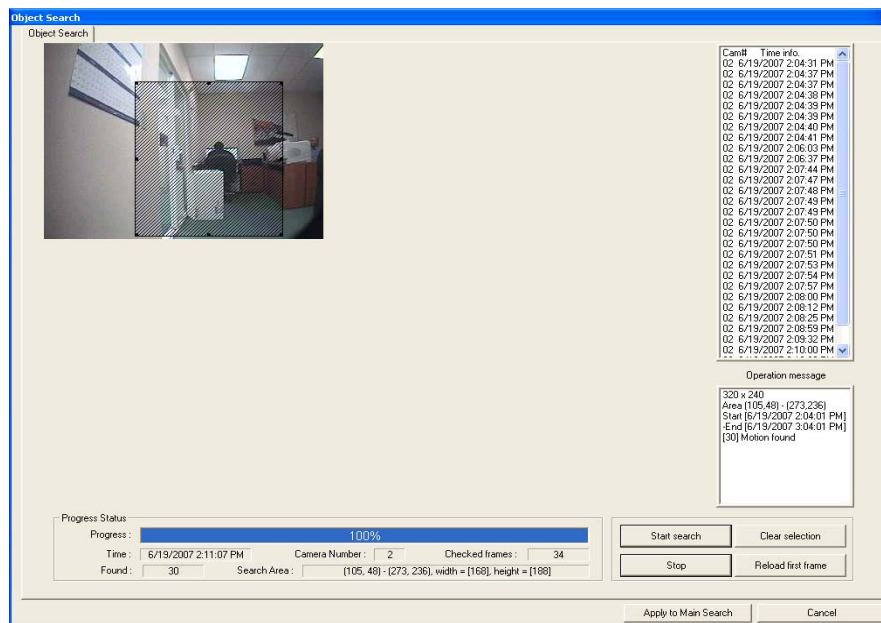 Object Search
Object Search
Cam# Time info.
02 6/19/2007 2:04:31 PM
02 6/19/2007 2:04:37 PM
02 6/19/2007 2:04:37 PM
02 6/19/2007 2:04:38 PM
02 6/19/2007 2:04:39 PM
02 6/19/2007 2:04:39 PM
02 6/19/2007 2:04:40 PM
02 6/19/2007 2:04:41 PM
02 6/19/2007 2:06:03 PM
02 6/19/2007 2:06:37 PM
02 6/19/2007 2:07:44 PM
02 6/19/2007 2:07:47 PM
02 6/19/2007 2:07:48 PM
02 6/19/2007 2:07:49 PM
02 6/19/2007 2:07:49 PM
02 6/19/2007 2:07:50 PM
02 6/19/2007 2:07:50 PM
02 6/19/2007 2:07:50 PM
02 6/19/2007 2:07:51 PM
02 6/19/2007 2:07:53 PM
02 6/19/2007 2:07:54 PM
02 6/19/2007 2:07:57 PM
02 6/19/2007 2:08:00 PM
02 6/19/2007 2:08:12 PM
02 6/19/2007 2:08:25 PM
02 6/19/2007 2:08:59 PM
02 6/19/2007 2:09:32 PM
02 6/19/2007 2:10:00 PM
Operation message
320 x 240
Area (105,48) - (273,236)
Start [6/19/2007 2:04:01 PM]
-End [6/19/2007 3:04:01 PM]
[30] Motion found
Progress Status
Progress : 100%
Time : 6/19/2007 2:11:07 PM Camera Number : 2 Checked frames : 34
Found : 30 Search Area : (105, 48) - (273, 236), width = [168], height = [188]
Start search Clear selection
Stop Reload first frame
Apply to Main Search Cancel